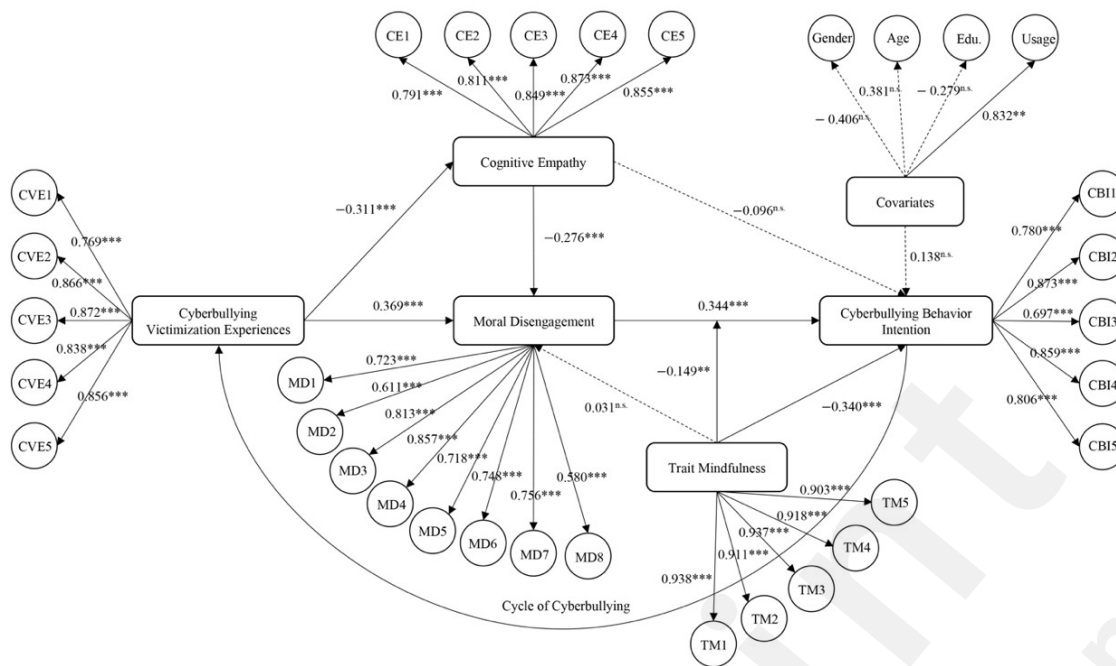 CE1
CE2
CE3
CE4
CE5
Gender
Age
Edu.
Usage
0.791***
0.811***
0.849***
0.873***
0.855***
− 0.406n.s.
0.381n.s.
− 0.279n.s.
0.832**
Cognitive Empathy
Covariates
CVE1
CVE2
CVE3
CVE4
CVE5
0.769***
0.866***
0.872***
0.838***
0.856***
−0.311***
−0.276***
−0.096n.s.
0.138n.s.
CBI1
CBI2
CBI3
CBI4
CBI5
0.780***
0.873***
0.697***
0.859***
0.806***
Cyberbullying
Victimization Experiences
0.369***
Moral Disengagement
0.344***
Cyberbullying Behavior
Intention
0.723***
0.611***
0.813***
0.857***
0.718***
0.748***
0.756***
0.580***
MD1
MD2
MD3
MD4
MD5
MD6
MD7
MD8
0.031n.s.
−0.149**
−0.340***
Trait Mindfulness
0.903***
0.918***
0.937***
0.911***
0.938***
TM5
TM4
TM3
TM2
TM1
Cycle of Cyberbullying